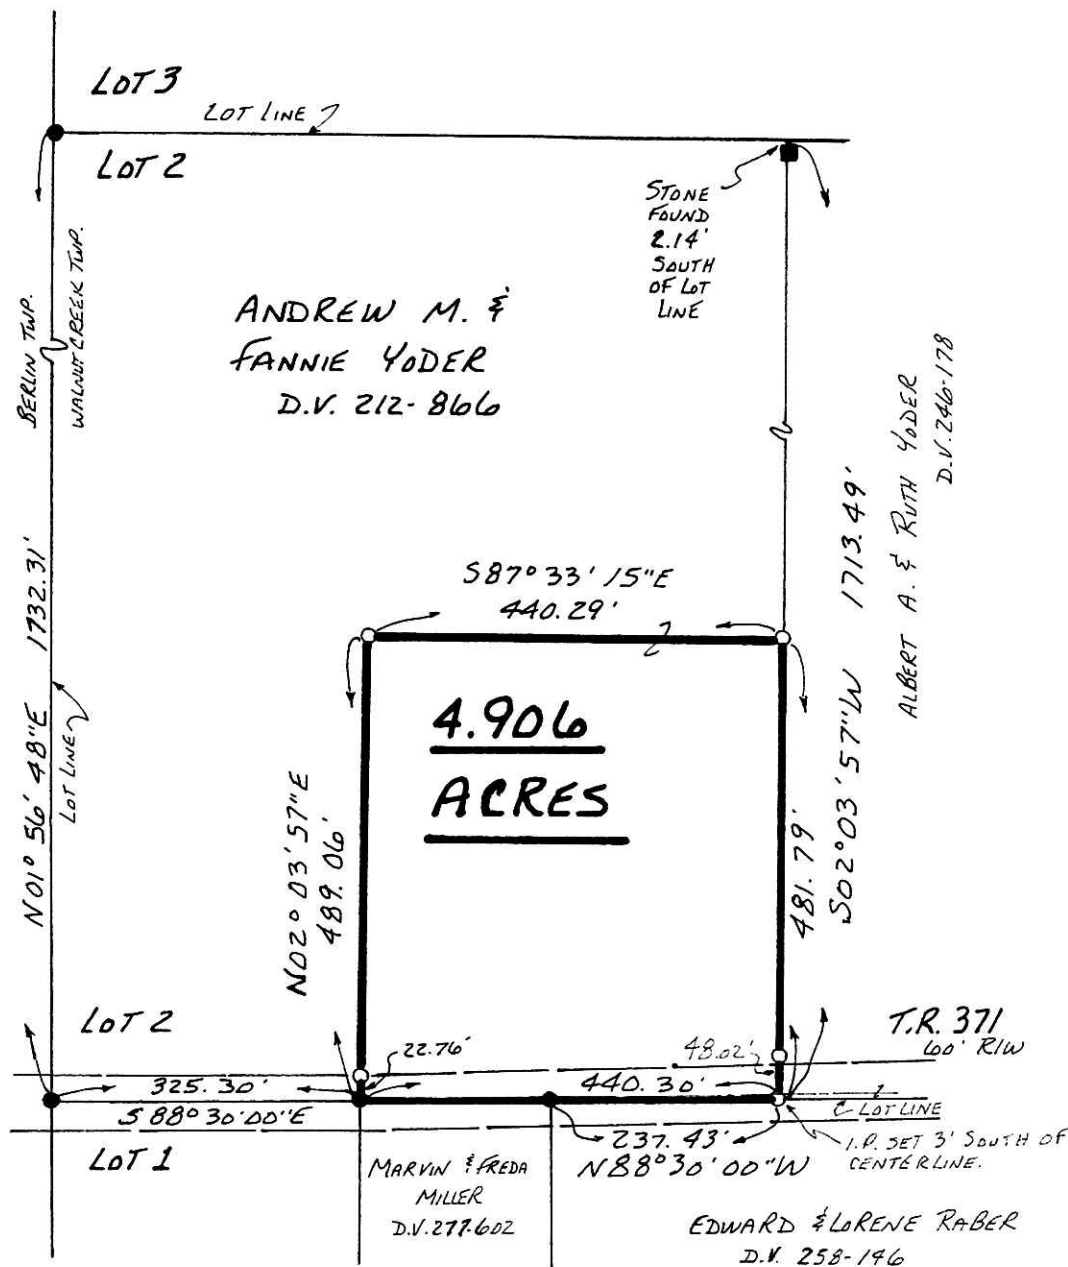 LOT 3
LOT LINE
LOT 2
STONE
FOUND
2.14'
SOUTH
OF LOT
LINE
BERLIN TWP.
WALNUT CREEK TWP.
ANDREW M. &
FANNIE YODER
D.V. 212-866
ALBERT A. & RUTH YODER
D.V. 246-178
N01° 56' 48"E 1732.31'
LOT LINE
S87° 33' 15"E
440.29'
S02° 03' 57"W 1713.49'
4.906
ACRES
N02° 03' 57"E
489.06'
481.79'
LOT 2
T.R. 371
60' R/W
22.76'
48.02'
325.30'
440.30'
S 88° 30' 00"E
LOT LINE
LOT 1
237.43'
N88° 30' 00"W
I.P. SET 3' SOUTH OF
CENTERLINE.
MARVIN & FREDA
MILLER
D.V. 277-602
EDWARD & LORENE RABER
D.V. 258-146